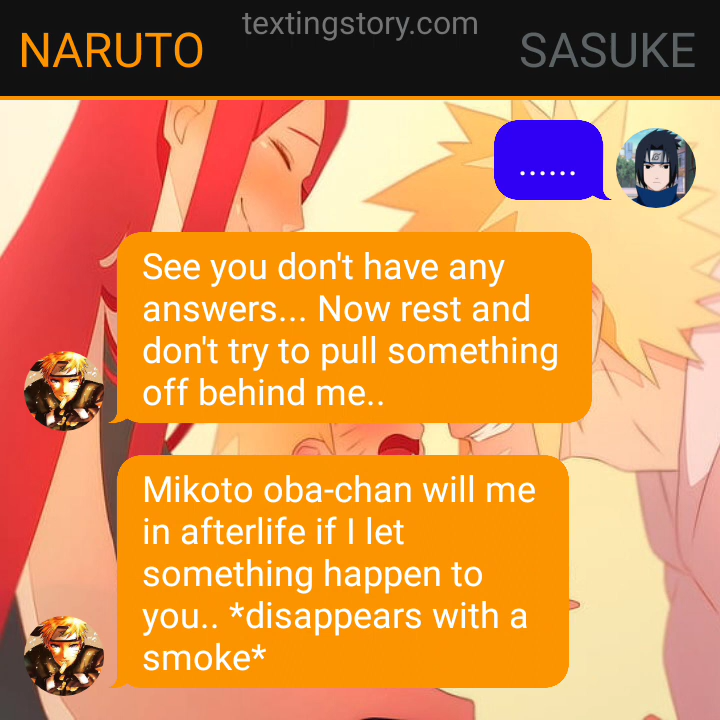 textingstory.com
NARUTO
SASUKE
......
See you don't have any
answers... Now rest and
don't try to pull something
off behind me..
Mikoto oba-chan will me
in afterlife if I let
something happen to
you.. *disappears with a
smoke*